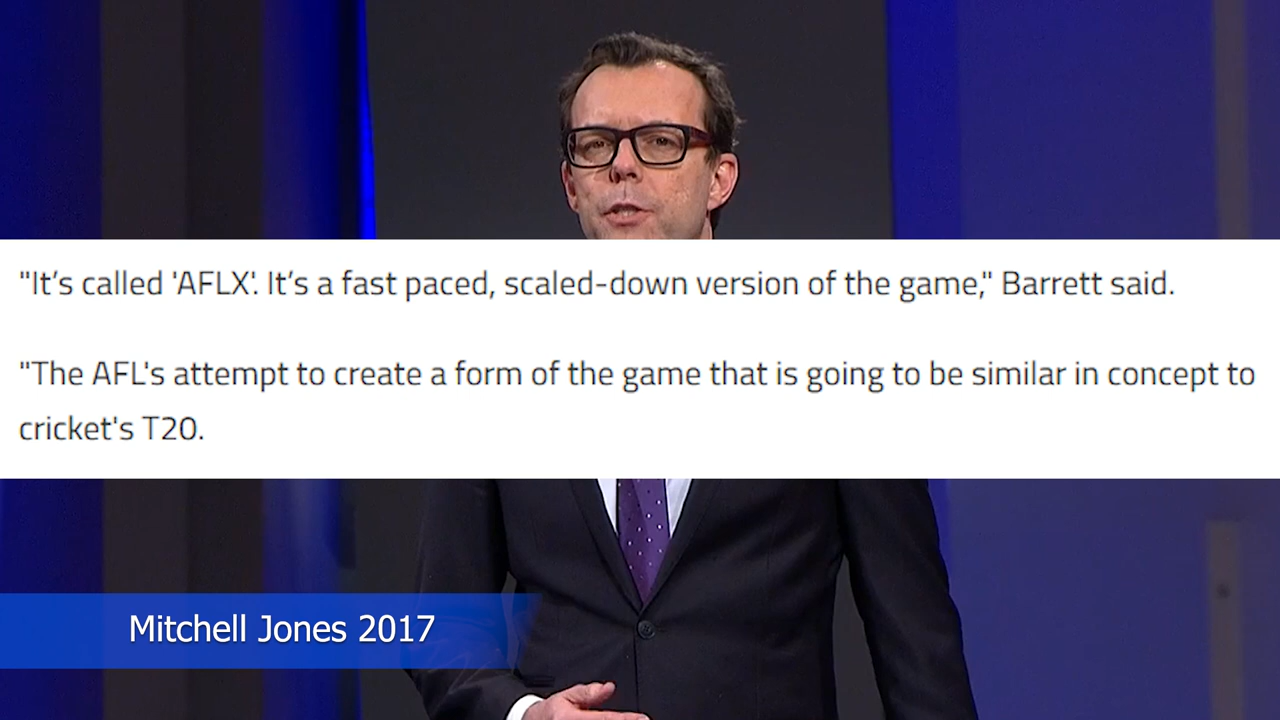 "It’s called 'AFLX'. It’s a fast paced, scaled-down version of the game," Barrett said.
"The AFL's attempt to create a form of the game that is going to be similar in concept to
cricket's T20.
Mitchell Jones 2017